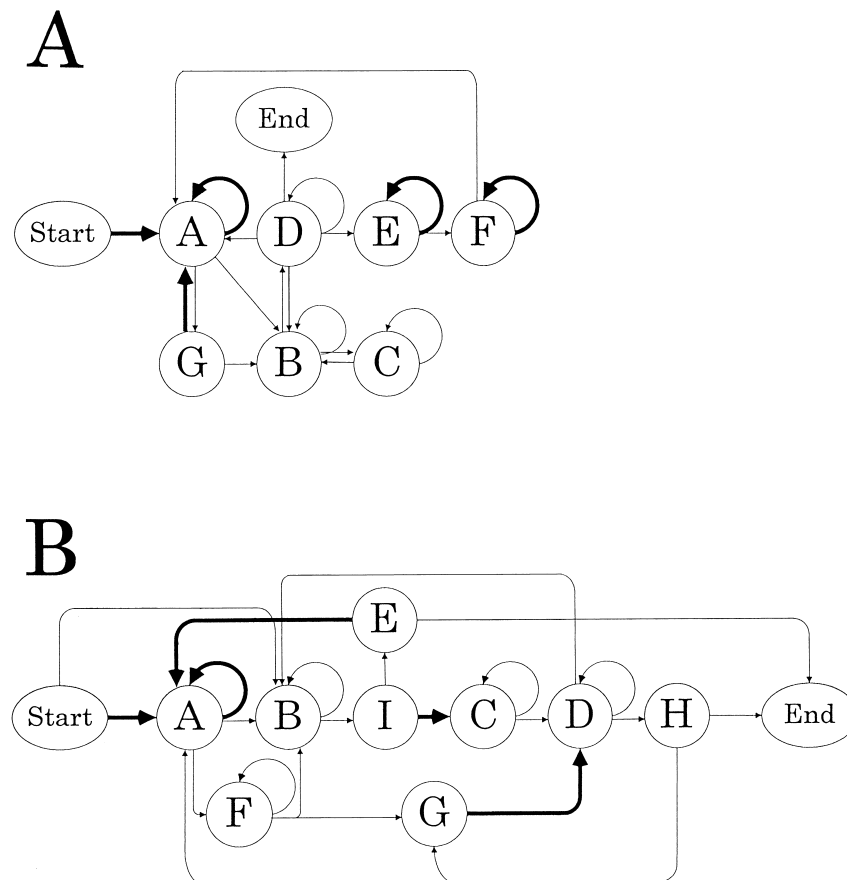 A
End
Start A D E F
G B C
B
E
Start A B I C D H End
F G